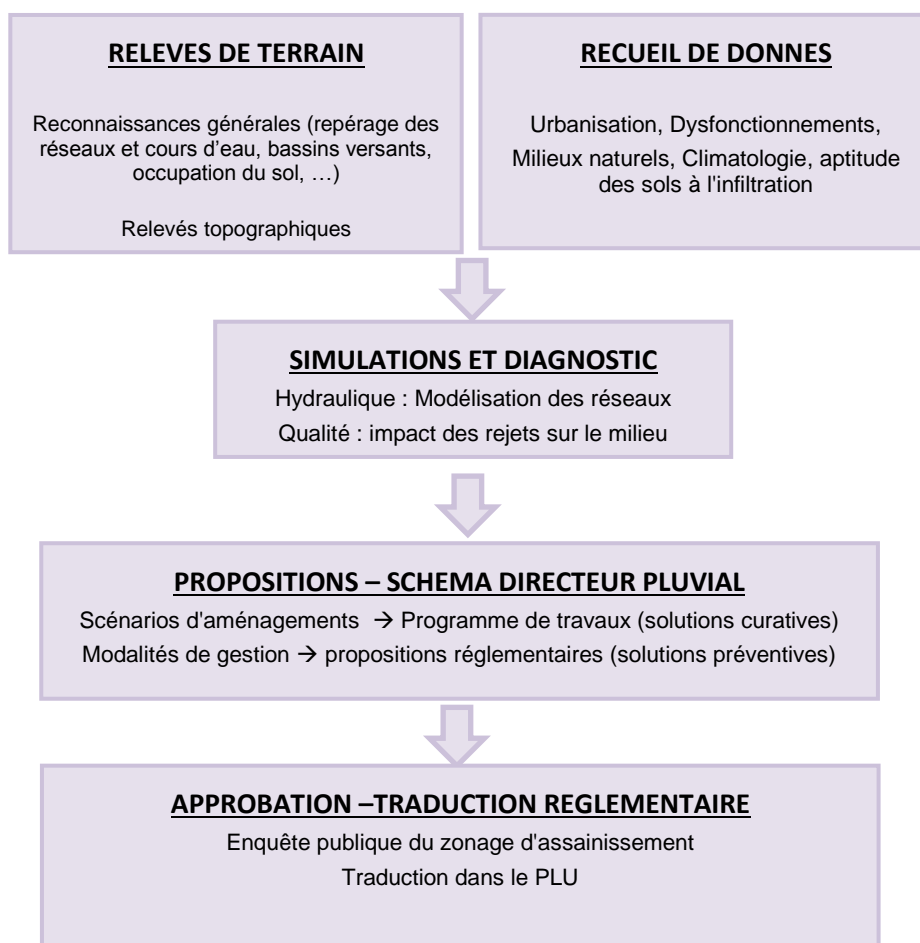 RELEVES DE TERRAIN
Reconnaissances générales (repérage des
réseaux et cours d'eau, bassins versants,
occupation du sol, …)
Relevés topographiques
RECUEIL DE DONNES
Urbanisation, Dysfonctionnements,
Milieux naturels, Climatologie, aptitude
des sols à l'infiltration
SIMULATIONS ET DIAGNOSTIC
Hydraulique : Modélisation des réseaux
Qualité : impact des rejets sur le milieu
PROPOSITIONS – SCHEMA DIRECTEUR PLUVIAL
Scénarios d'aménagements → Programme de travaux (solutions curatives)
Modalités de gestion → propositions réglementaires (solutions préventives)
APPROBATION –TRADUCTION REGLEMENTAIRE
Enquête publique du zonage d'assainissement
Traduction dans le PLU